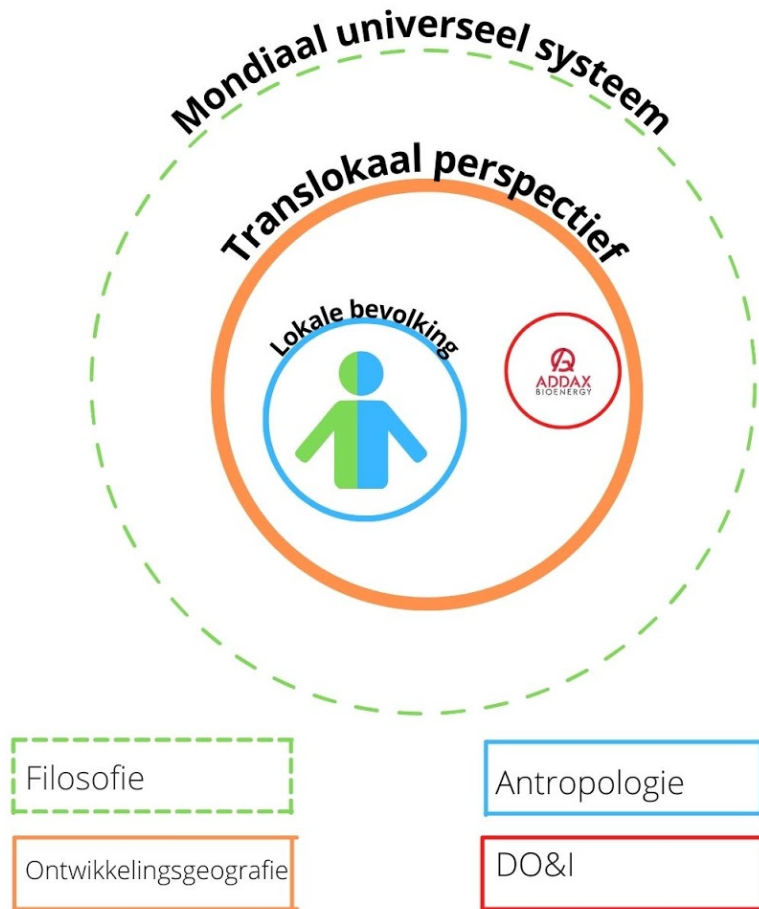 Mondiaal universeel systeem
Translokaal perspectief
Lokale bevolking
ADDAX
BIOENERGY
Filosofie
Antropologie
Ontwikkelingsgeografie
DO&I